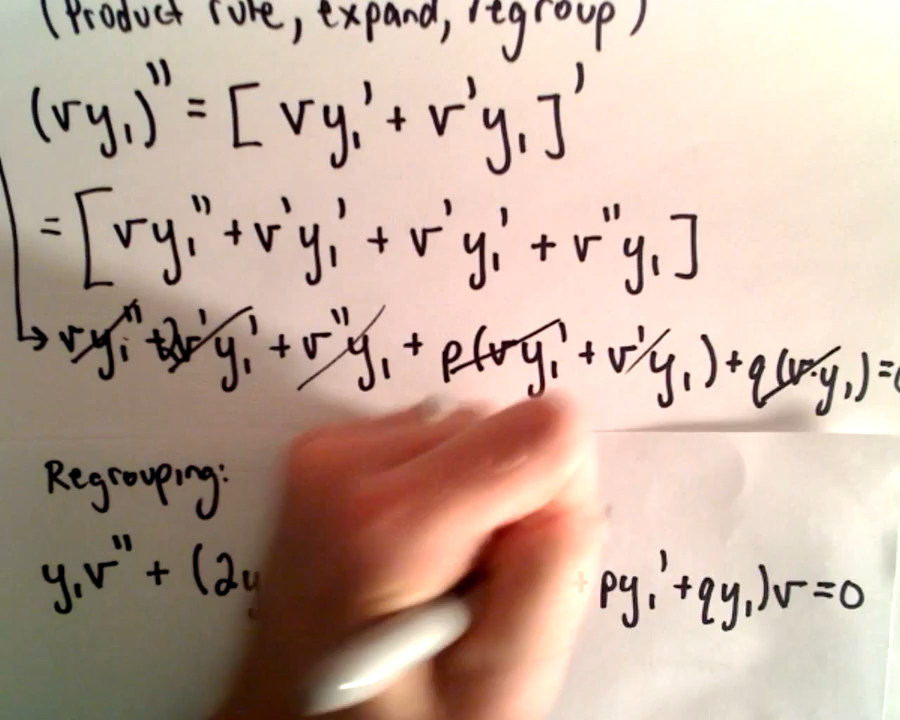 (Product rule, expand, regroup)
(vy₁)'' = [ vy₁' + v'y₁ ]'
= [ vy₁'' + v'y₁' + v'y₁' + v''y₁ ]
→ vy₁'' + 2v'y₁' + v''y₁ + p(vy₁' + v'y₁) + q(v·y₁) =
Regrouping:
y₁v'' + (2y + py₁' + qy₁)v = 0